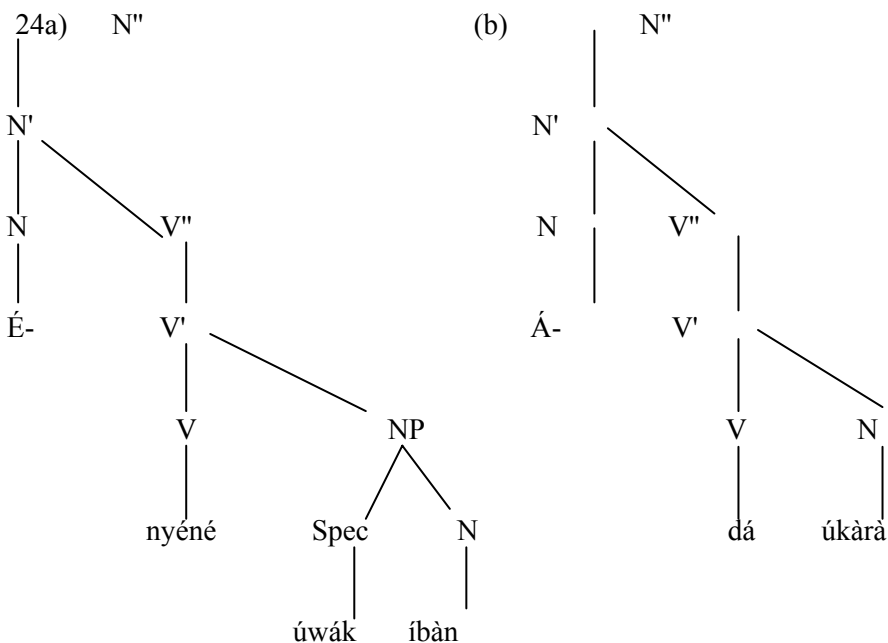 24a) N" (b) N"
N' N'
N V" N V"
É- V' Á- V'
V NP V N
nyéné Spec N dá úkàrà
úwák íbàn